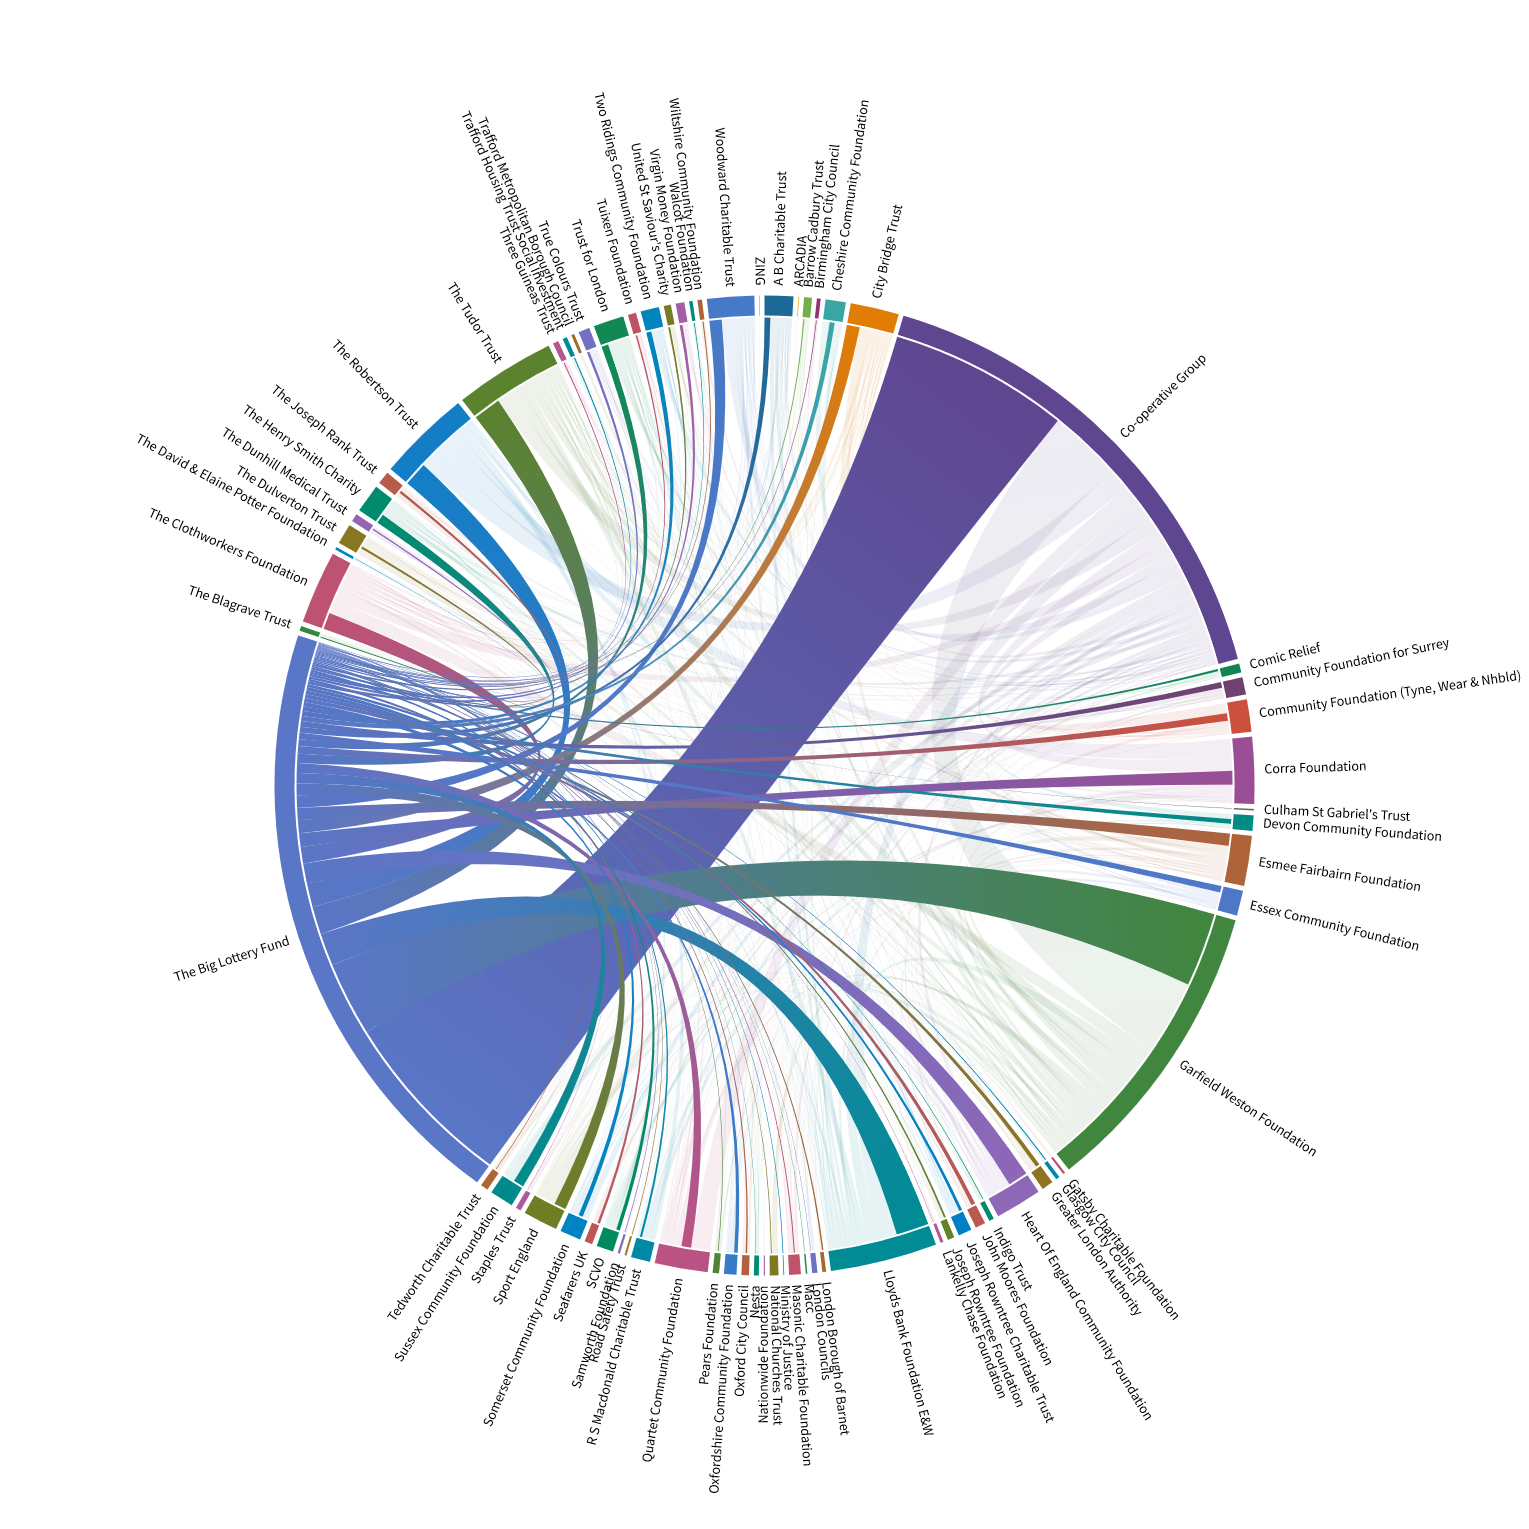 A B Charitable Trust
ARCADIA
Barrow Cadbury Trust
Birmingham City Council
Cheshire Community Foundation
City Bridge Trust
Co-operative Group
Comic Relief
Community Foundation for Surrey
Community Foundation (Tyne, Wear & Nhbld)
Corra Foundation
Culham St Gabriel's Trust
Devon Community Foundation
Esmee Fairbairn Foundation
Essex Community Foundation
Garfield Weston Foundation
Gatsby Charitable Foundation
Glasgow City Council
Greater London Authority
Heart Of England Community Foundation
Indigo Trust
John Moores Foundation
Joseph Rowntree Charitable Trust
Joseph Rowntree Foundation
Lankelly Chase Foundation
Lloyds Bank Foundation E&W
London Borough of Barnet
London Councils
Macc
Masonic Charitable Foundation
Ministry of Justice
National Churches Trust
Nationwide Foundation
Nesta
Oxford City Council
Oxfordshire Community Foundation
Pears Foundation
Quartet Community Foundation
R S Macdonald Charitable Trust
Road Safety Trust
Samworth Foundation
SCVO
Seafarers UK
Somerset Community Foundation
Sport England
Staples Trust
Sussex Community Foundation
Tedworth Charitable Trust
The Big Lottery Fund
The Blagrave Trust
The Clothworkers Foundation
The David & Elaine Potter Foundation
The Dulverton Trust
The Dunhill Medical Trust
The Henry Smith Charity
The Joseph Rank Trust
The Robertson Trust
The Tudor Trust
Three Guineas Trust
Trafford Housing Trust Social Investment
Trafford Metropolitan Borough Council
True Colours Trust
Trust for London
Tuixen Foundation
Two Ridings Community Foundation
United St Saviour's Charity
Virgin Money Foundation
Walcot Foundation
Wiltshire Community Foundation
Woodward Charitable Trust
ZING